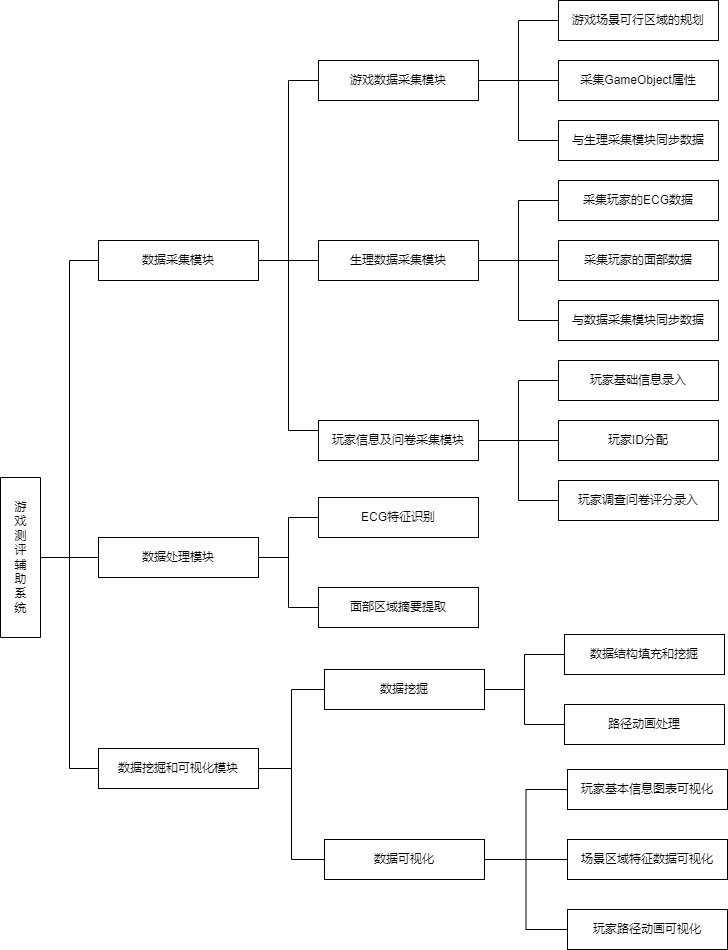 游戏测评辅助系统
数据采集模块
游戏数据采集模块
游戏场景可行区域的规划
采集GameObject属性
与生理采集模块同步数据
生理数据采集模块
采集玩家的ECG数据
采集玩家的面部数据
与数据采集模块同步数据
玩家信息及问卷采集模块
玩家基础信息录入
玩家ID分配
玩家调查问卷评分录入
数据处理模块
ECG特征识别
面部区域摘要提取
数据挖掘和可视化模块
数据挖掘
数据结构填充和挖掘
路径动画处理
数据可视化
玩家基本信息图表可视化
场景区域特征数据可视化
玩家路径动画可视化